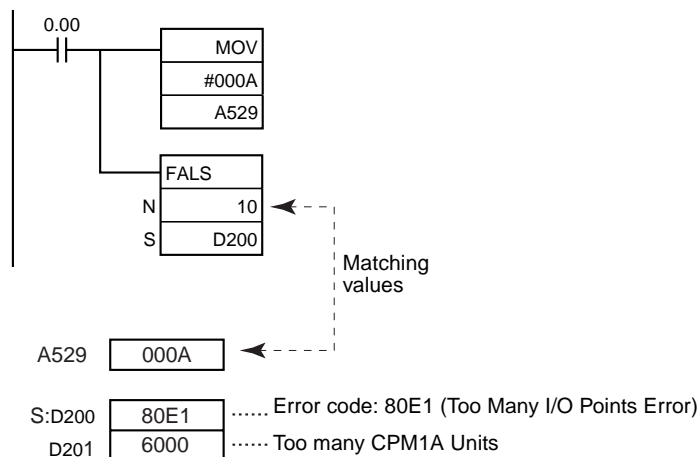 0.00
MOV
#000A
A529
FALS
N 10
S D200
Matching
values
A529 000A
S:D200 80E1 ...... Error code: 80E1 (Too Many I/O Points Error)
D201 6000 ...... Too many CPM1A Units